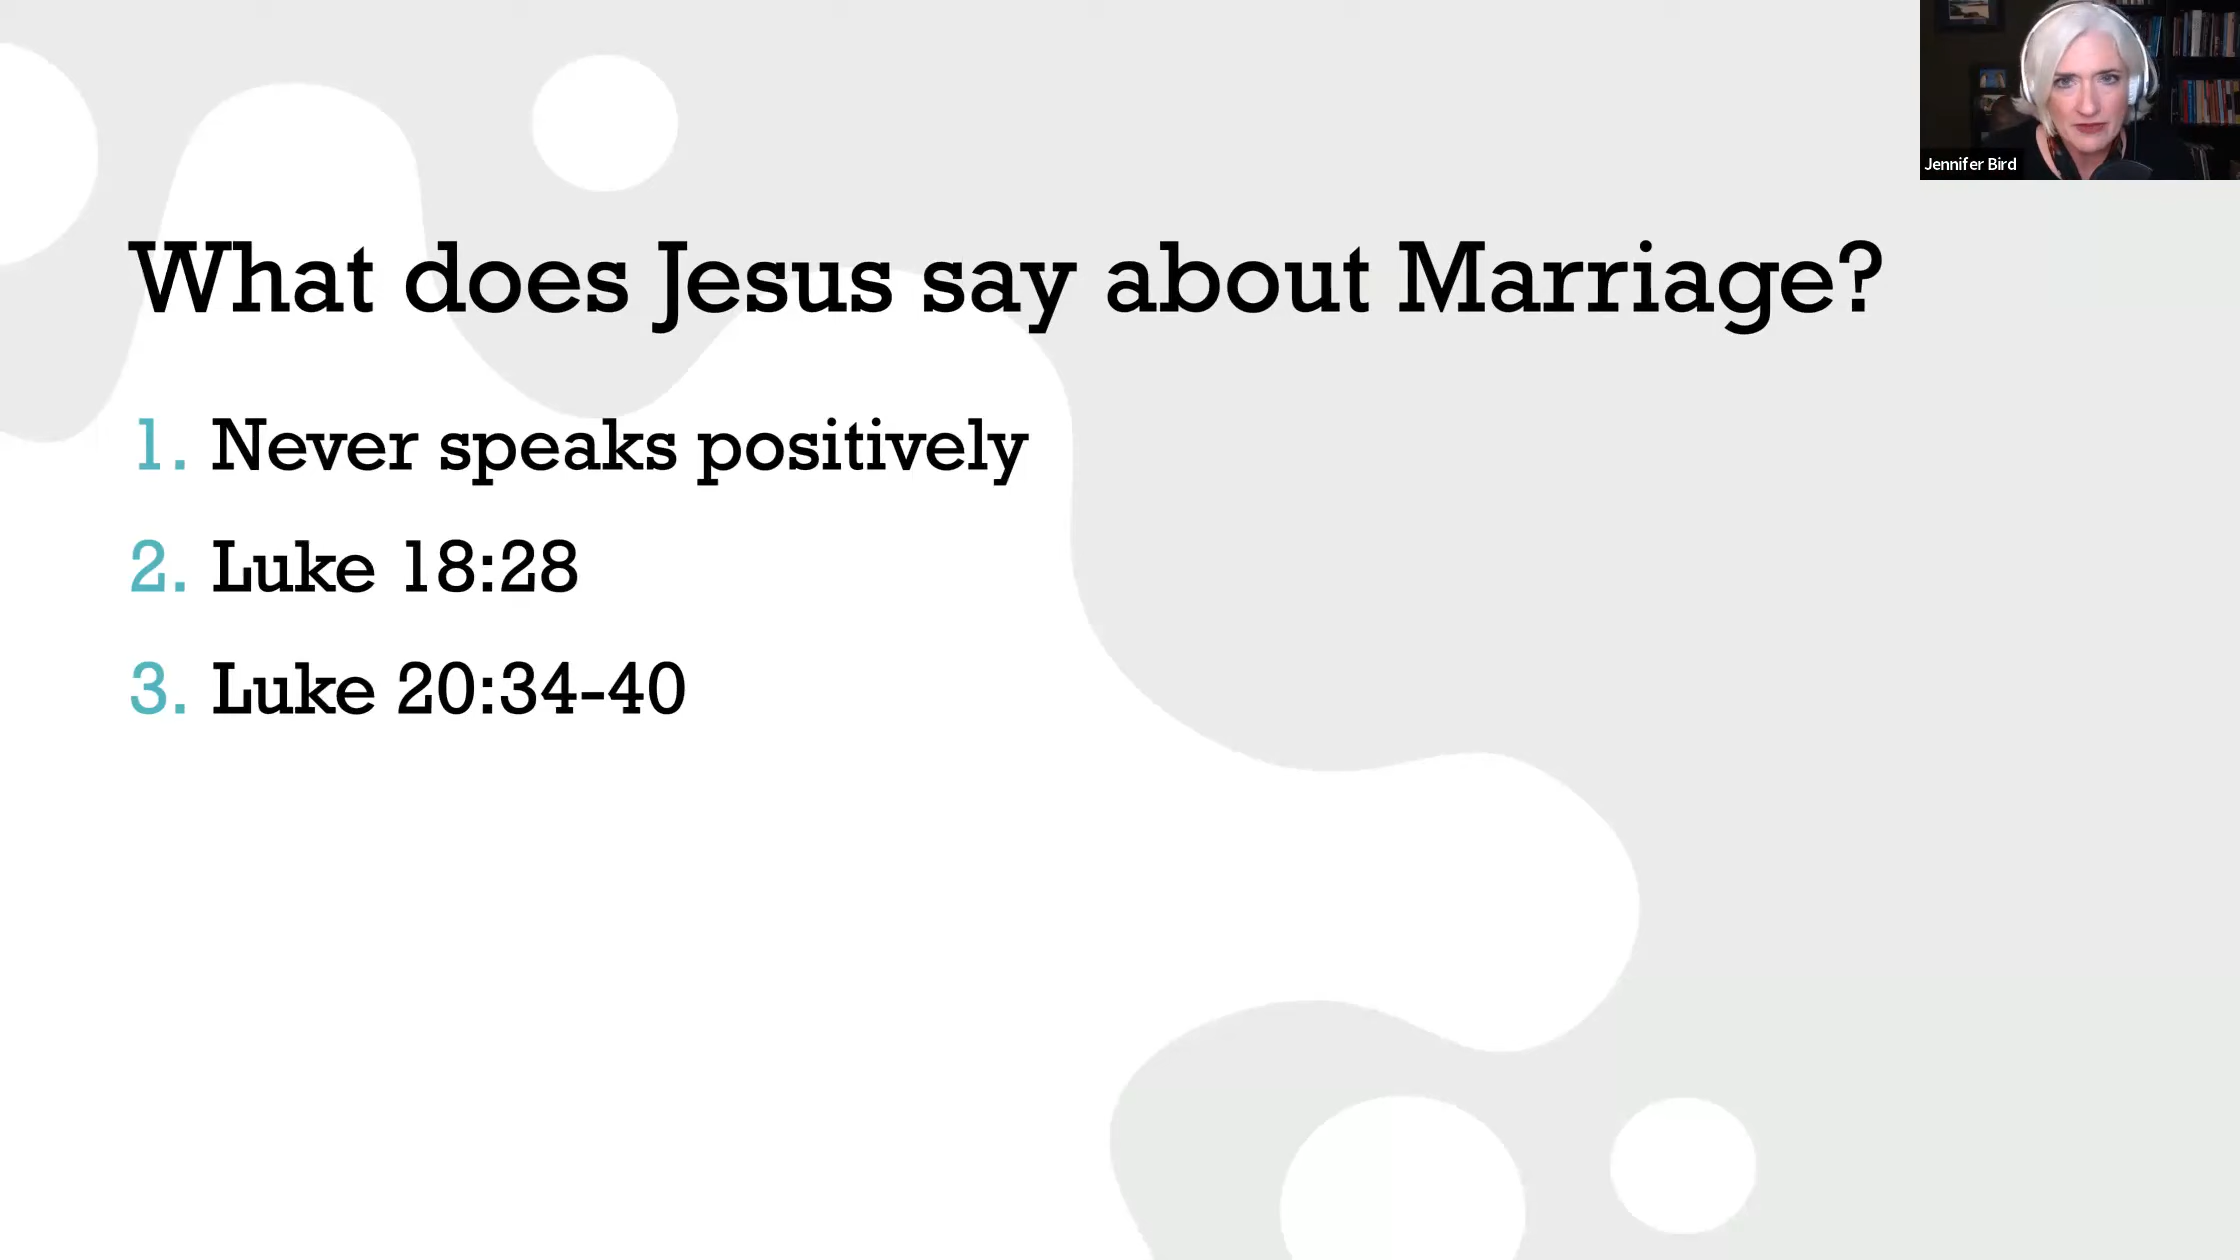 Jennifer Bird
What does Jesus say about Marriage?
1. Never speaks positively
2. Luke 18:28
3. Luke 20:34-40